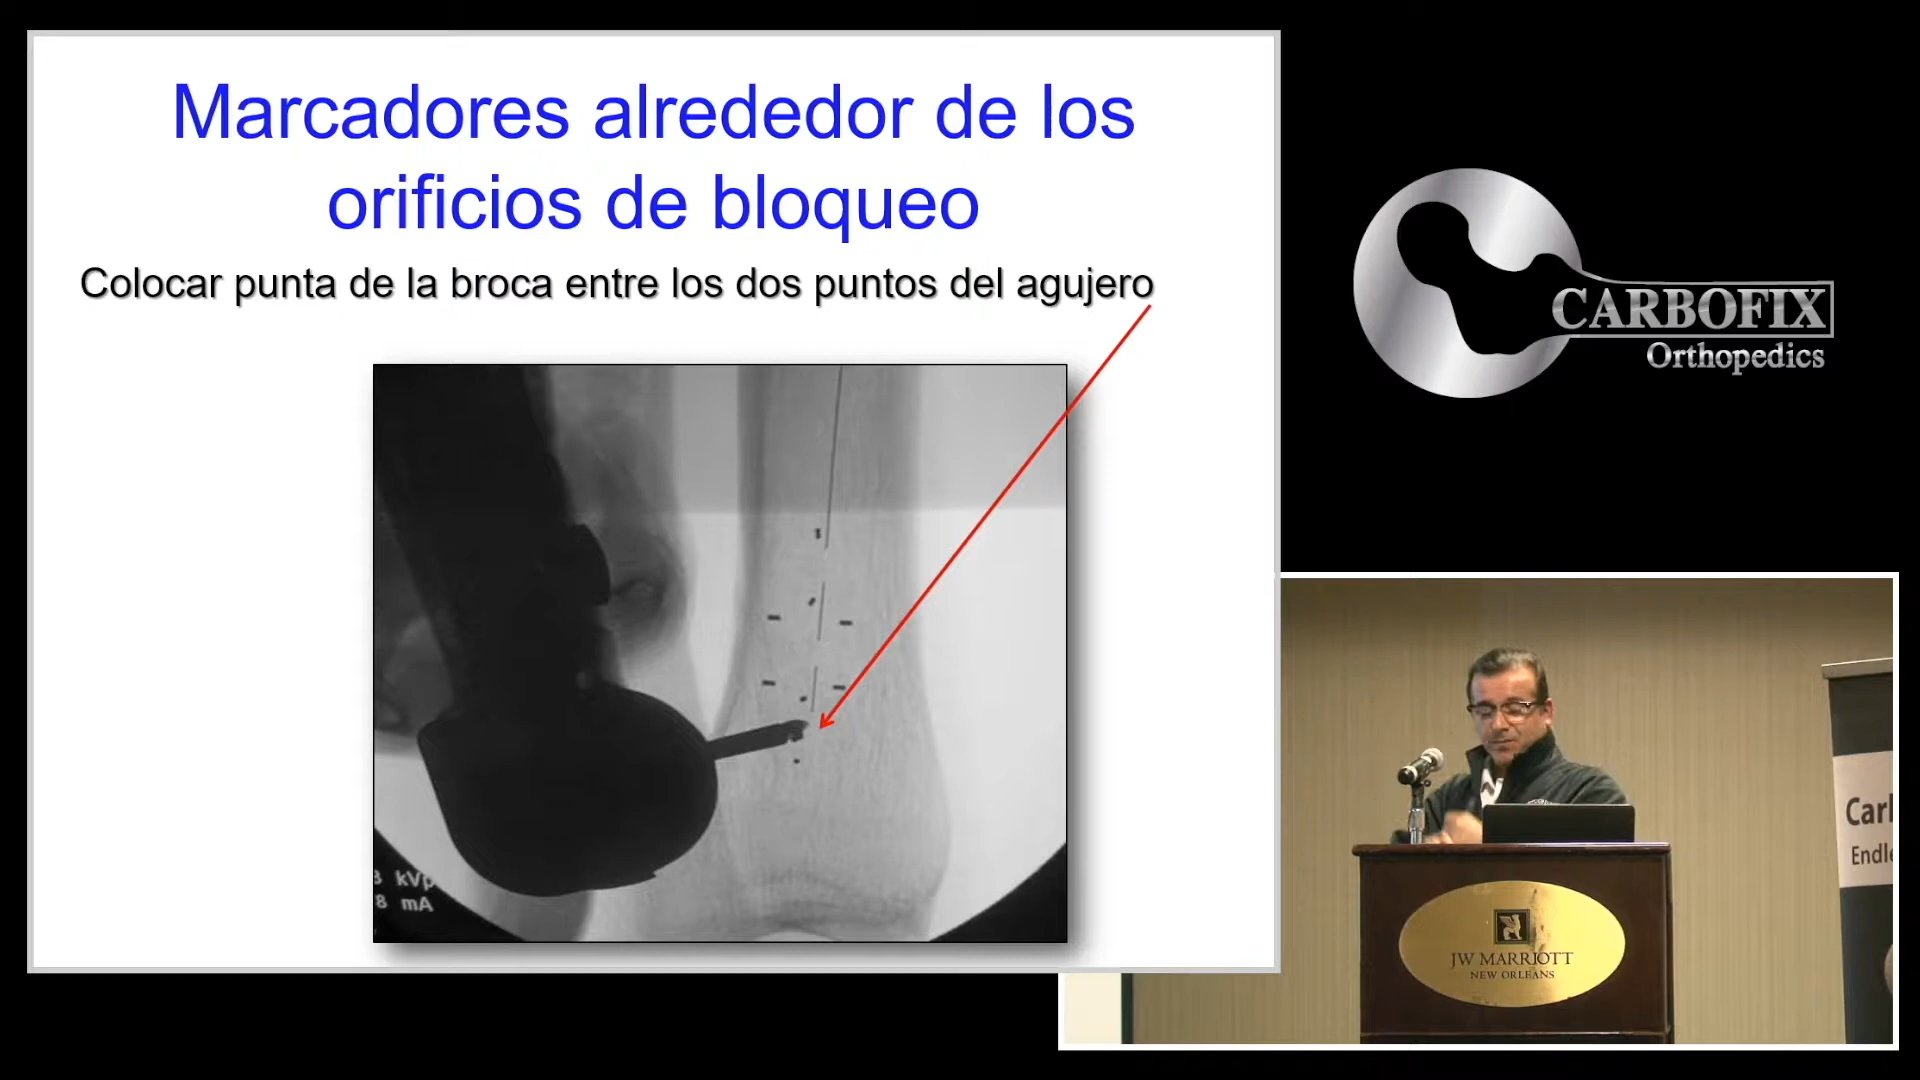 Marcadores alrededor de los
orificios de bloqueo
Colocar punta de la broca entre los dos puntos del agujero
kVp
8 mA
CARBOFIX
Orthopedics
JW MARRIOTT
NEW ORLEANS